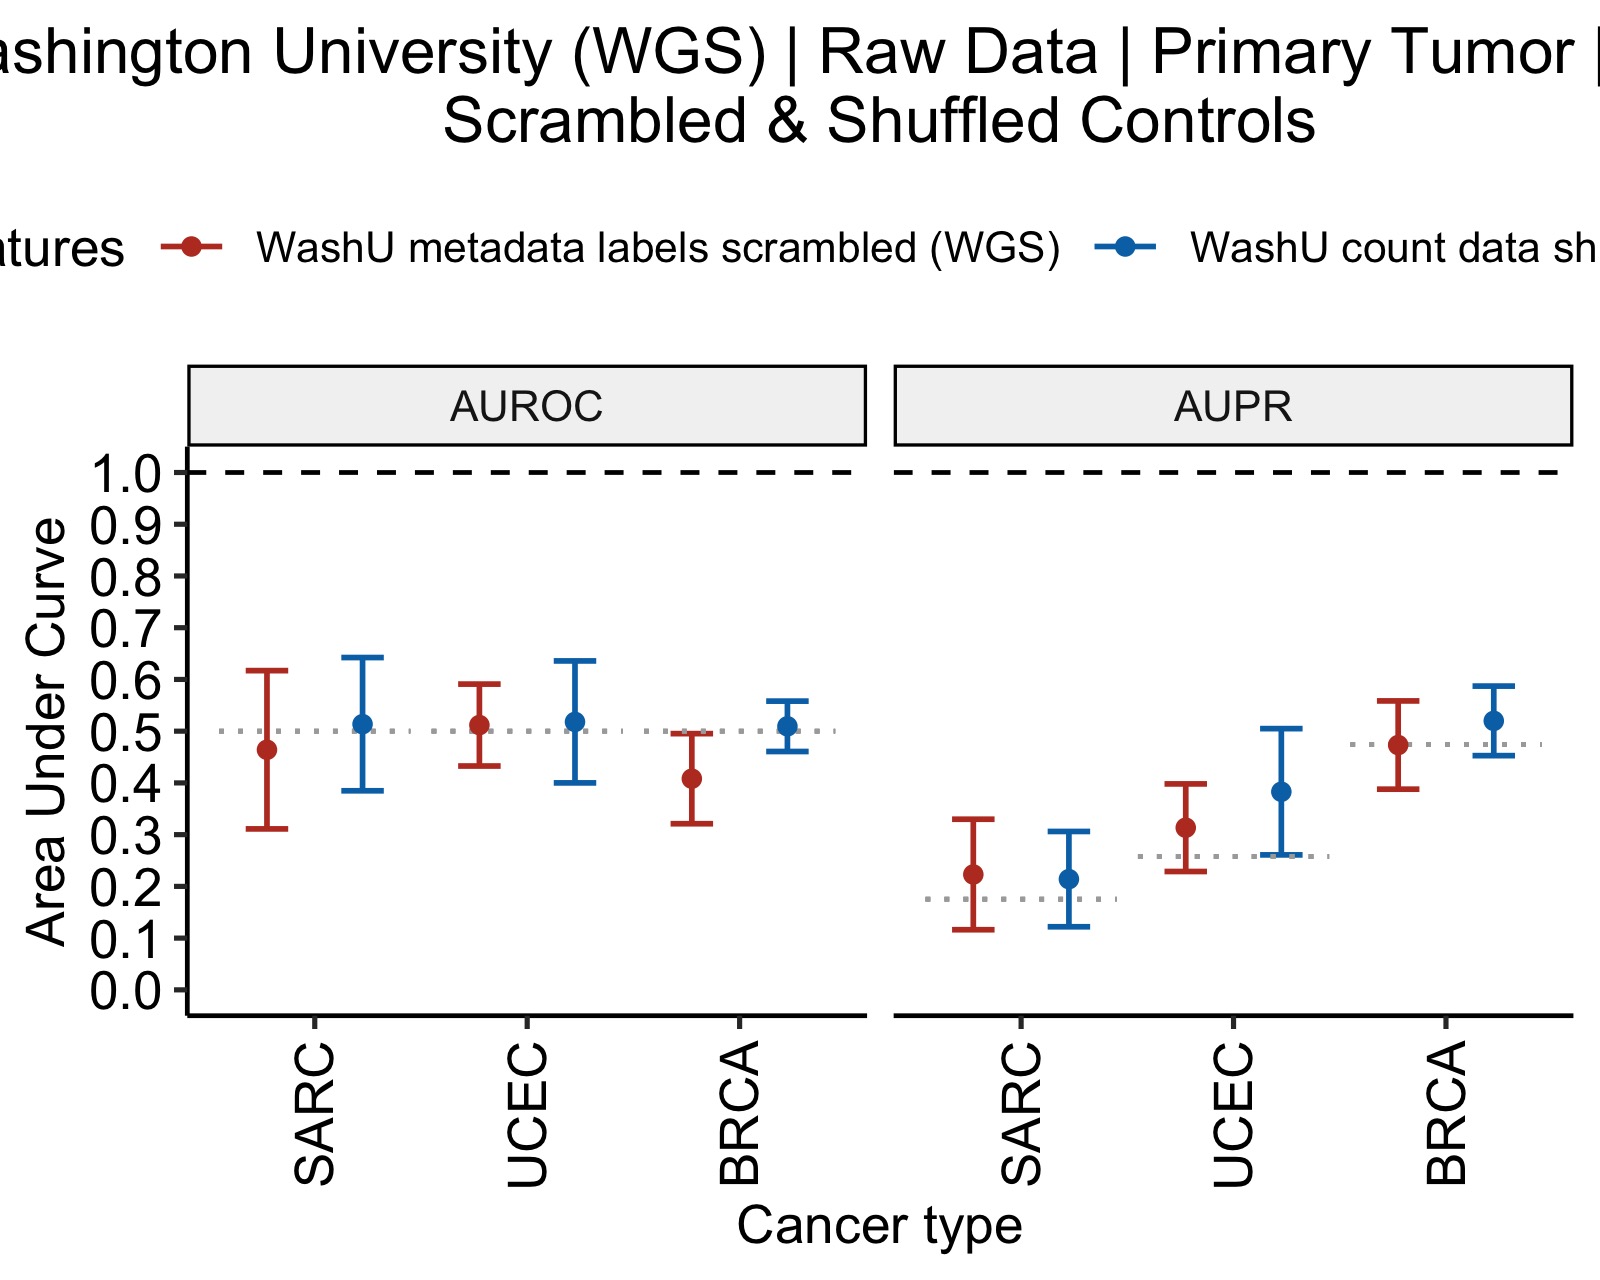 ashington University (WGS) | Raw Data | Primary Tumor |
Scrambled & Shuffled Controls
atures WashU metadata labels scrambled (WGS) WashU count data sh
AUROC AUPR
Area Under Curve
1.0
0.9
0.8
0.7
0.6
0.5
0.4
0.3
0.2
0.1
0.0
SARC UCEC BRCA SARC UCEC BRCA
Cancer type